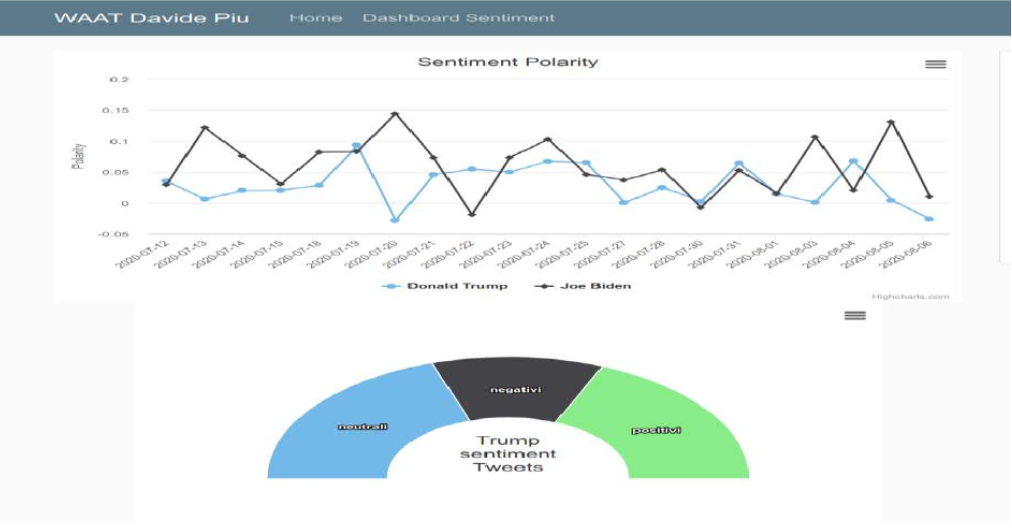 WAAT Davide Piu Home Dashboard Sentiment
Sentiment Polarity
0.2
0.15
0.1
0.05
0
-0.05
Polarity
2020-07-12 2020-07-13 2020-07-14 2020-07-15 2020-07-18 2020-07-19 2020-07-20 2020-07-21 2020-07-22 2020-07-23 2020-07-24 2020-07-25 2020-07-27 2020-07-28 2020-07-30 2020-07-31 2020-08-01 2020-08-03 2020-08-04 2020-08-05 2020-08-06
Donald Trump Joe Biden
Highcharts.com
negativi
neutrali
positivi
Trump
sentiment
Tweets